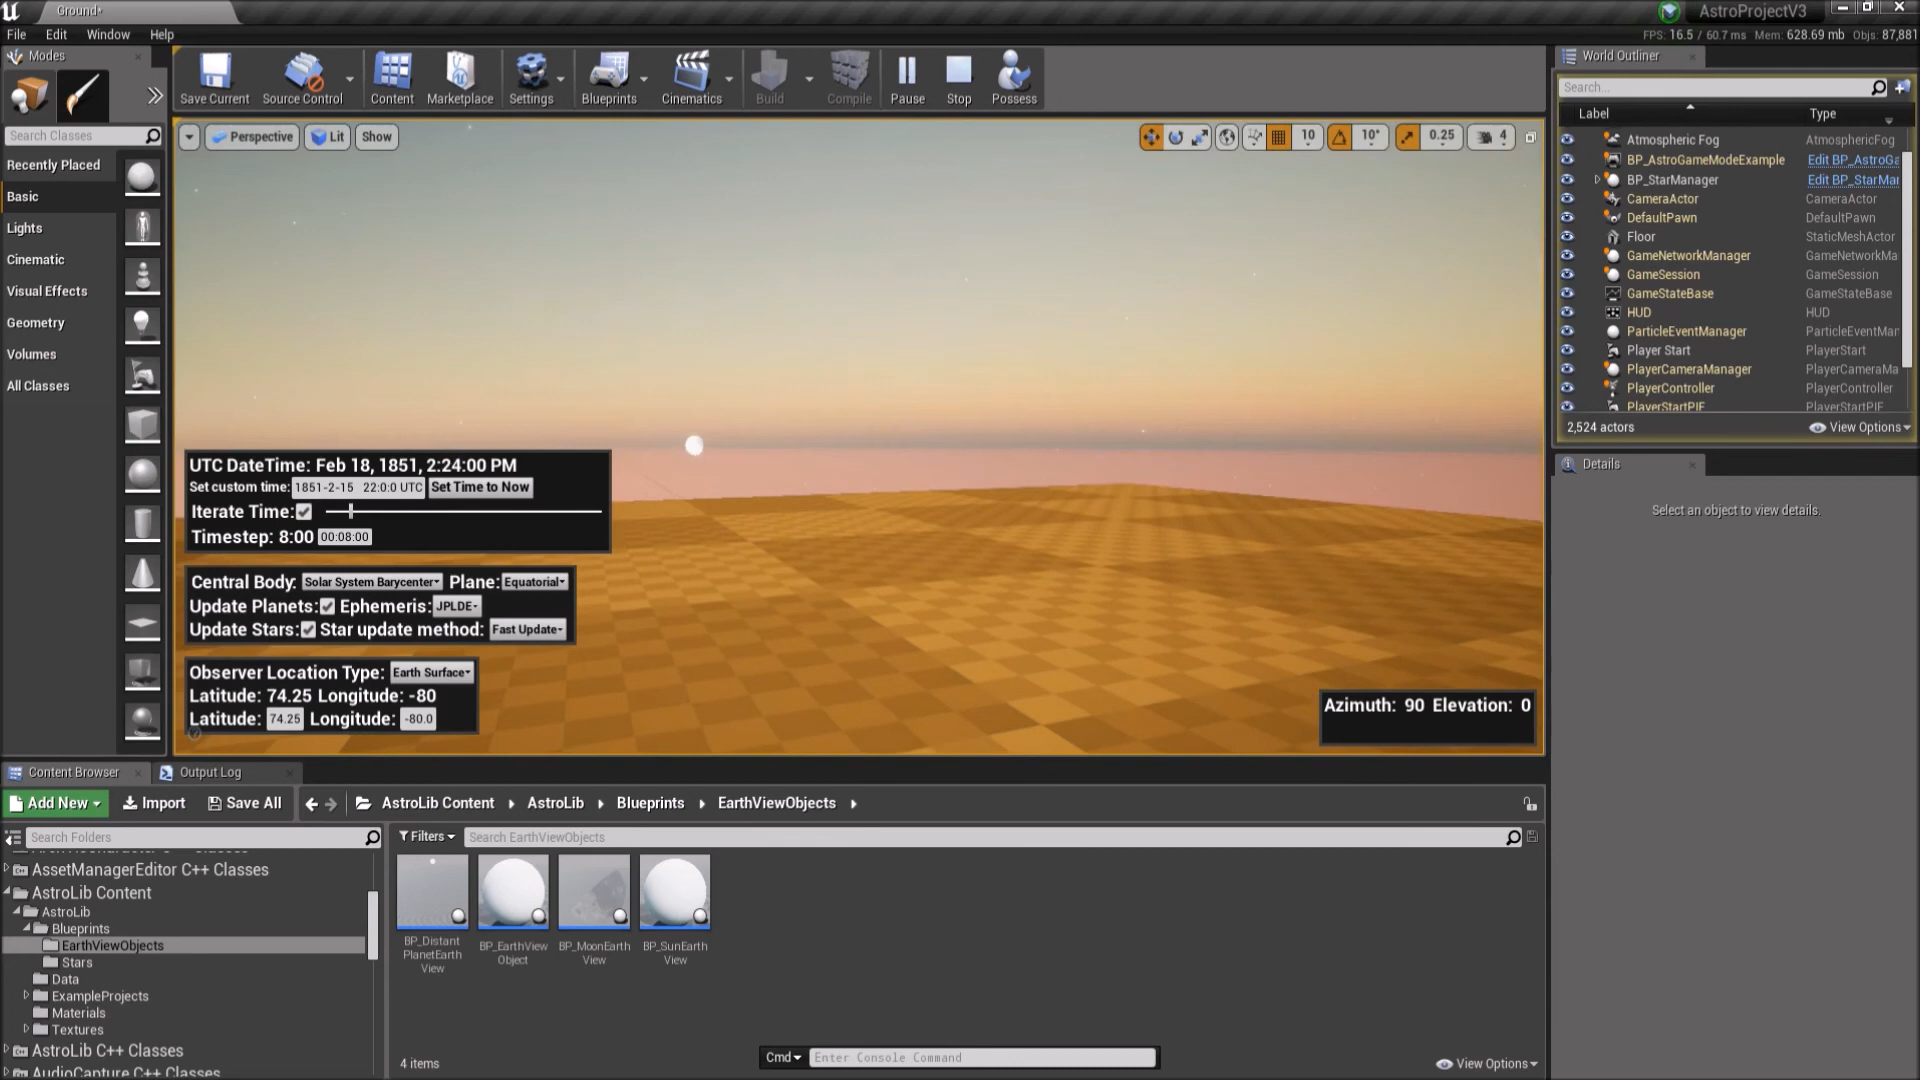 Ground*
AstroProjectV3
File Edit Window Help
FPS: 16.5 / 60.7 ms Mem: 628.69 mb Objs: 87,881
Modes
Save Current Source Control Content Marketplace Settings Blueprints Cinematics Build Compile Pause Stop Possess
World Outliner
Search...
Label Type
Search Classes
Recently Placed
Basic
Lights
Cinematic
Visual Effects
Geometry
Volumes
All Classes
Perspective Lit Show
10 10° 0.25 4
Atmospheric Fog AtmosphericFog
BP_AstroGameModeExample Edit BP_AstroGa
BP_StarManager Edit BP_StarMar
CameraActor CameraActor
DefaultPawn DefaultPawn
Floor StaticMeshActor
GameNetworkManager GameNetworkMa
GameSession GameSession
GameStateBase GameStateBase
HUD HUD
ParticleEventManager ParticleEventMar
Player Start PlayerStart
PlayerCameraManager PlayerCameraMa
PlayerController PlayerController
PlayerStartPIE PlayerStartPIE
2,524 actors View Options
Details
Select an object to view details.
UTC DateTime: Feb 18, 1851, 2:24:00 PM
Set custom time: 1851-2-15 22:0:0 UTC Set Time to Now
Iterate Time:
Timestep: 8:00 00:08:00
Central Body: Solar System Barycenter Plane: Equatorial
Update Planets: Ephemeris: JPLDE
Update Stars: Star update method: Fast Update
Observer Location Type: Earth Surface
Latitude: 74.25 Longitude: -80
Latitude: 74.25 Longitude: -80.0
Azimuth: 90 Elevation: 0
Content Browser Output Log
Add New Import Save All AstroLib Content AstroLib Blueprints EarthViewObjects
Search Folders
Filters Search EarthViewObjects
AssetManagerEditor C++ Classes
AstroLib Content
AstroLib
Blueprints
EarthViewObjects
Stars
Data
ExampleProjects
Materials
Textures
AstroLib C++ Classes
AudioCapture C++ Classes
BP_Distant
PlanetEarth
View
BP_EarthView
Object
BP_MoonEarth
View
BP_SunEarth
View
4 items
Cmd Enter Console Command
View Options